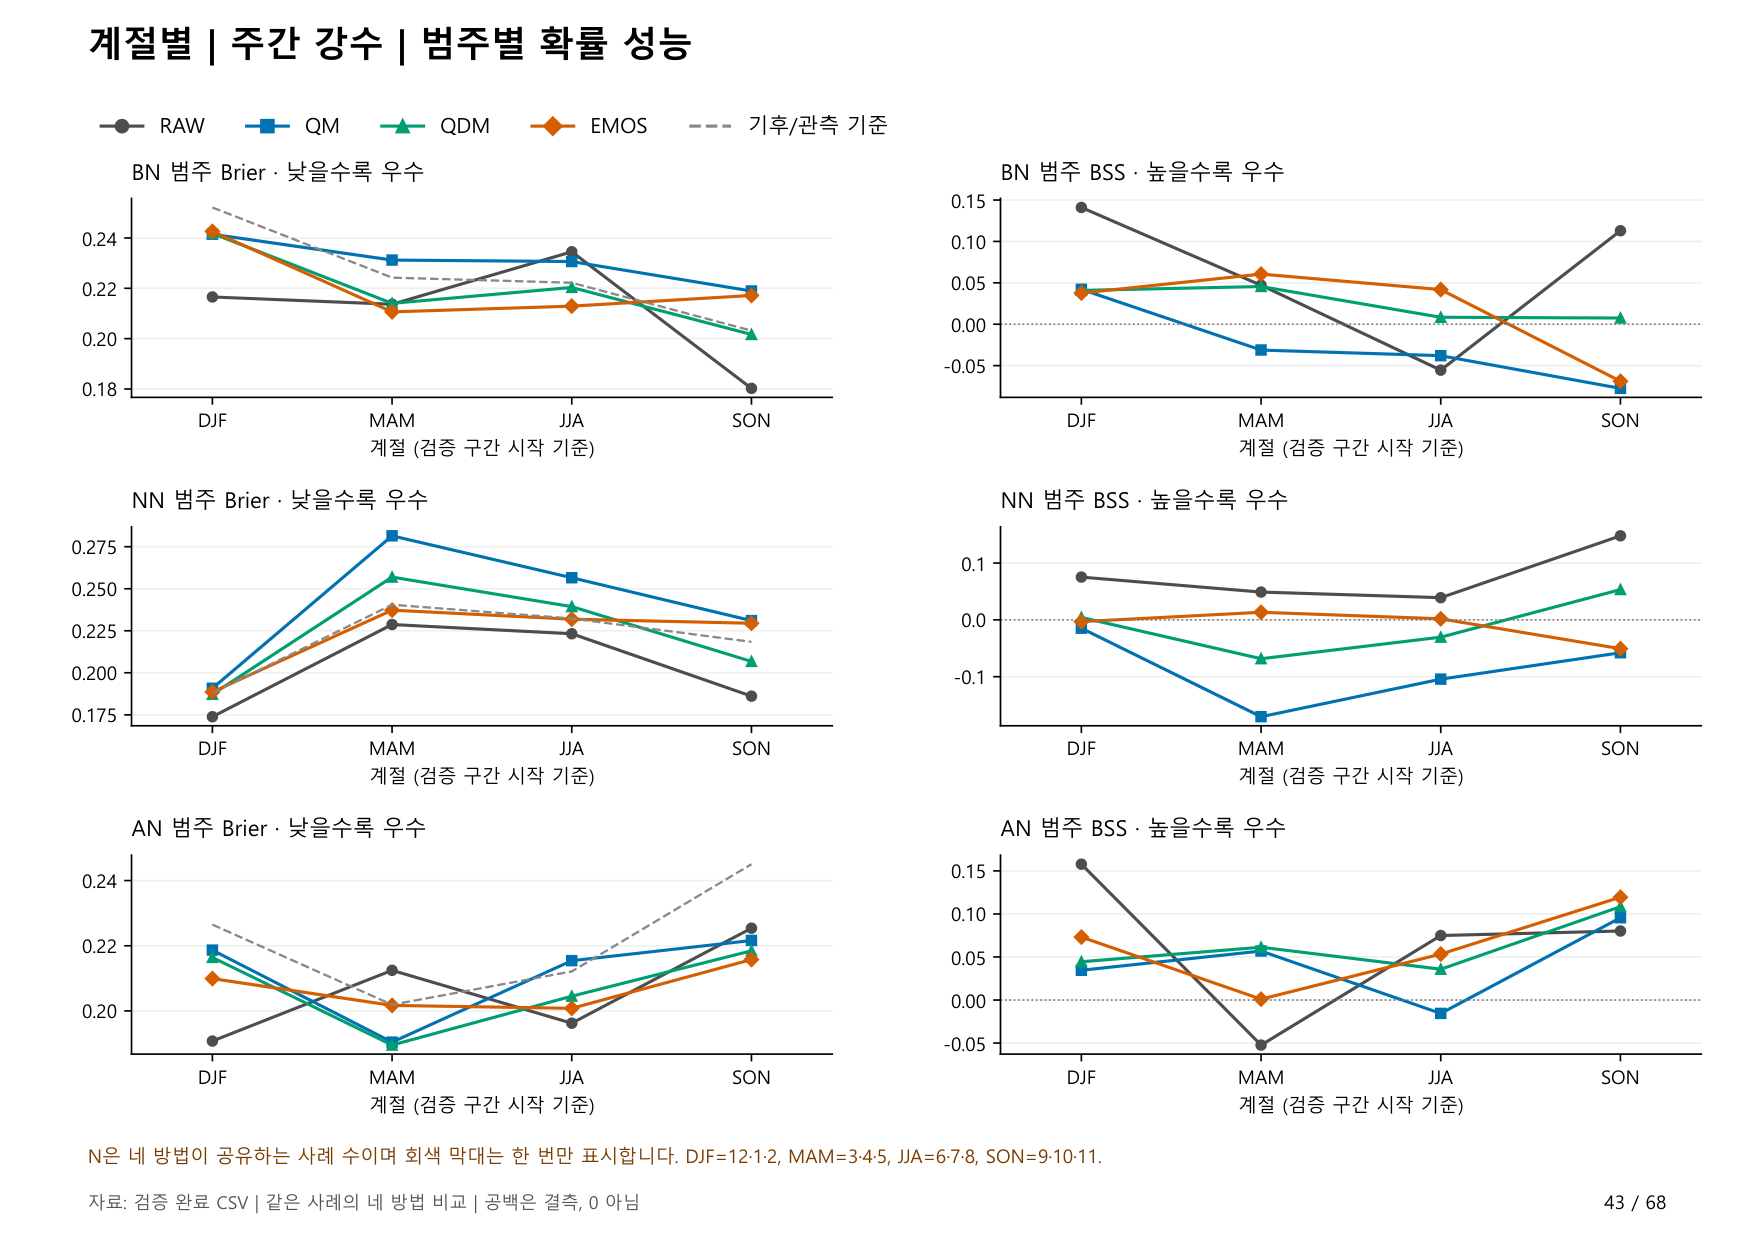 계절별 | 주간 강수 | 범주별 확률 성능
RAW QM QDM EMOS 기후/관측 기준
BN 범주 Brier · 낮을수록 우수
0.24
0.22
0.20
0.18
DJF MAM JJA SON
계절 (검증 구간 시작 기준)
BN 범주 BSS · 높을수록 우수
0.15
0.10
0.05
0.00
-0.05
DJF MAM JJA SON
계절 (검증 구간 시작 기준)
NN 범주 Brier · 낮을수록 우수
0.275
0.250
0.225
0.200
0.175
DJF MAM JJA SON
계절 (검증 구간 시작 기준)
NN 범주 BSS · 높을수록 우수
0.1
0.0
-0.1
DJF MAM JJA SON
계절 (검증 구간 시작 기준)
AN 범주 Brier · 낮을수록 우수
0.24
0.22
0.20
DJF MAM JJA SON
계절 (검증 구간 시작 기준)
AN 범주 BSS · 높을수록 우수
0.15
0.10
0.05
0.00
-0.05
DJF MAM JJA SON
계절 (검증 구간 시작 기준)
N은 네 방법이 공유하는 사례 수이며 회색 막대는 한 번만 표시합니다. DJF=12·1·2, MAM=3·4·5, JJA=6·7·8, SON=9·10·11.
자료: 검증 완료 CSV | 같은 사례의 네 방법 비교 | 공백은 결측, 0 아님
43 / 68